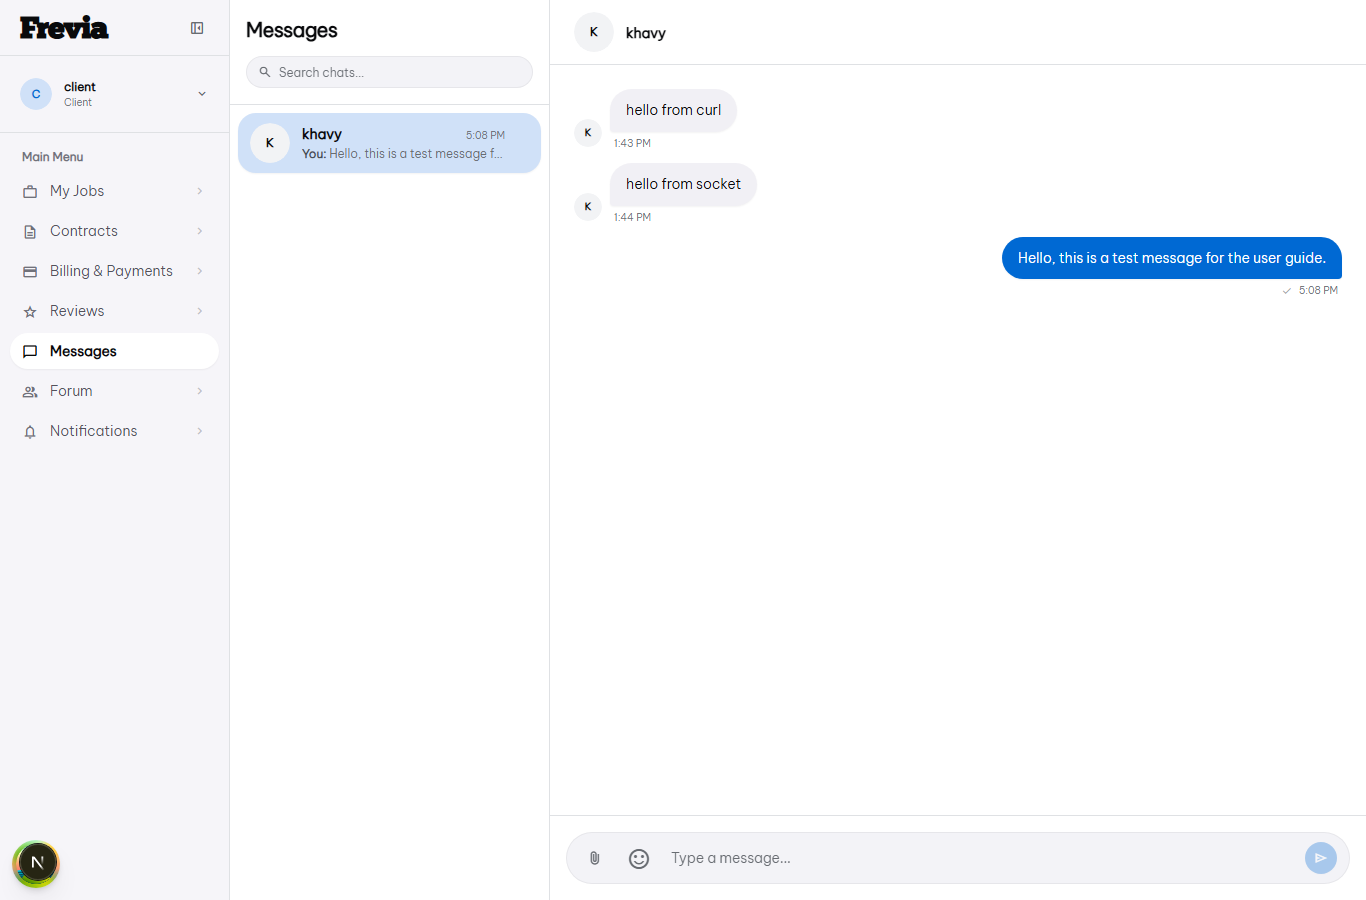 Frevia
C
client
Client
Main Menu
My Jobs
Contracts
Billing & Payments
Reviews
Messages
Forum
Notifications
N
Messages
Search chats...
K
khavy
5:08 PM
You: Hello, this is a test message f...
K
khavy
hello from curl
K
1:43 PM
hello from socket
K
1:44 PM
Hello, this is a test message for the user guide.
5:08 PM
Type a message...